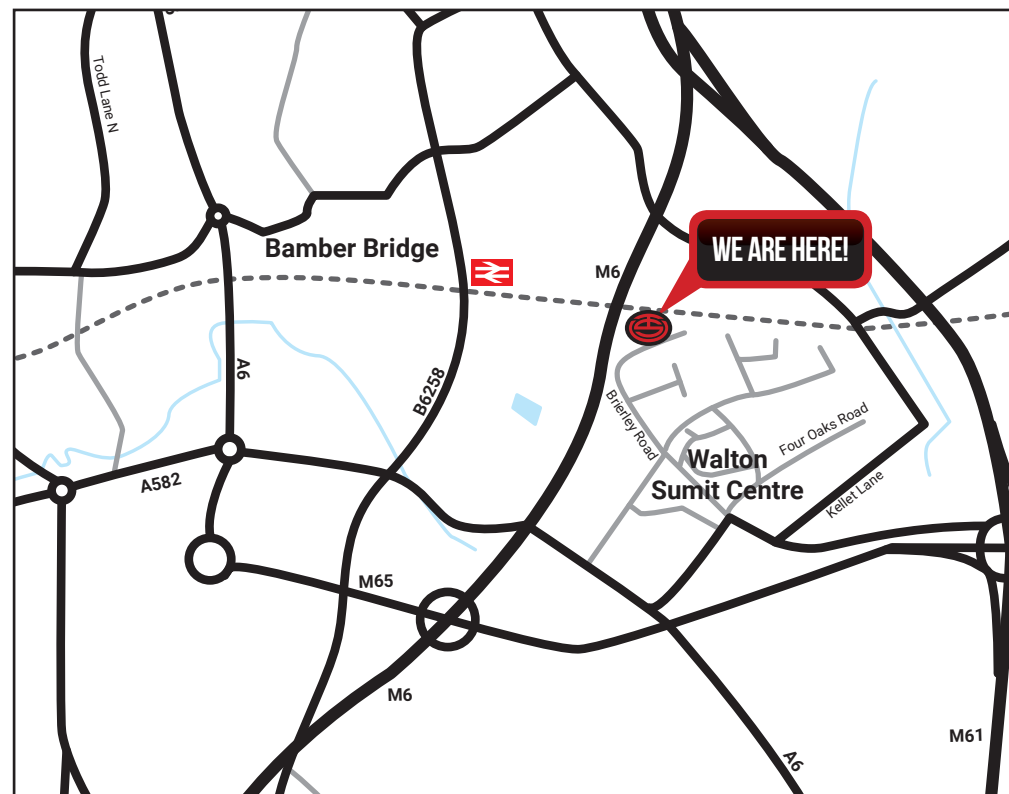 Todd Lane N
Bamber Bridge
WE ARE HERE!
M6
A6
B6258
Brierley Road
Four Oaks Road
Walton
Sumit Centre
Kellet Lane
A582
M65
M6
M61
A6